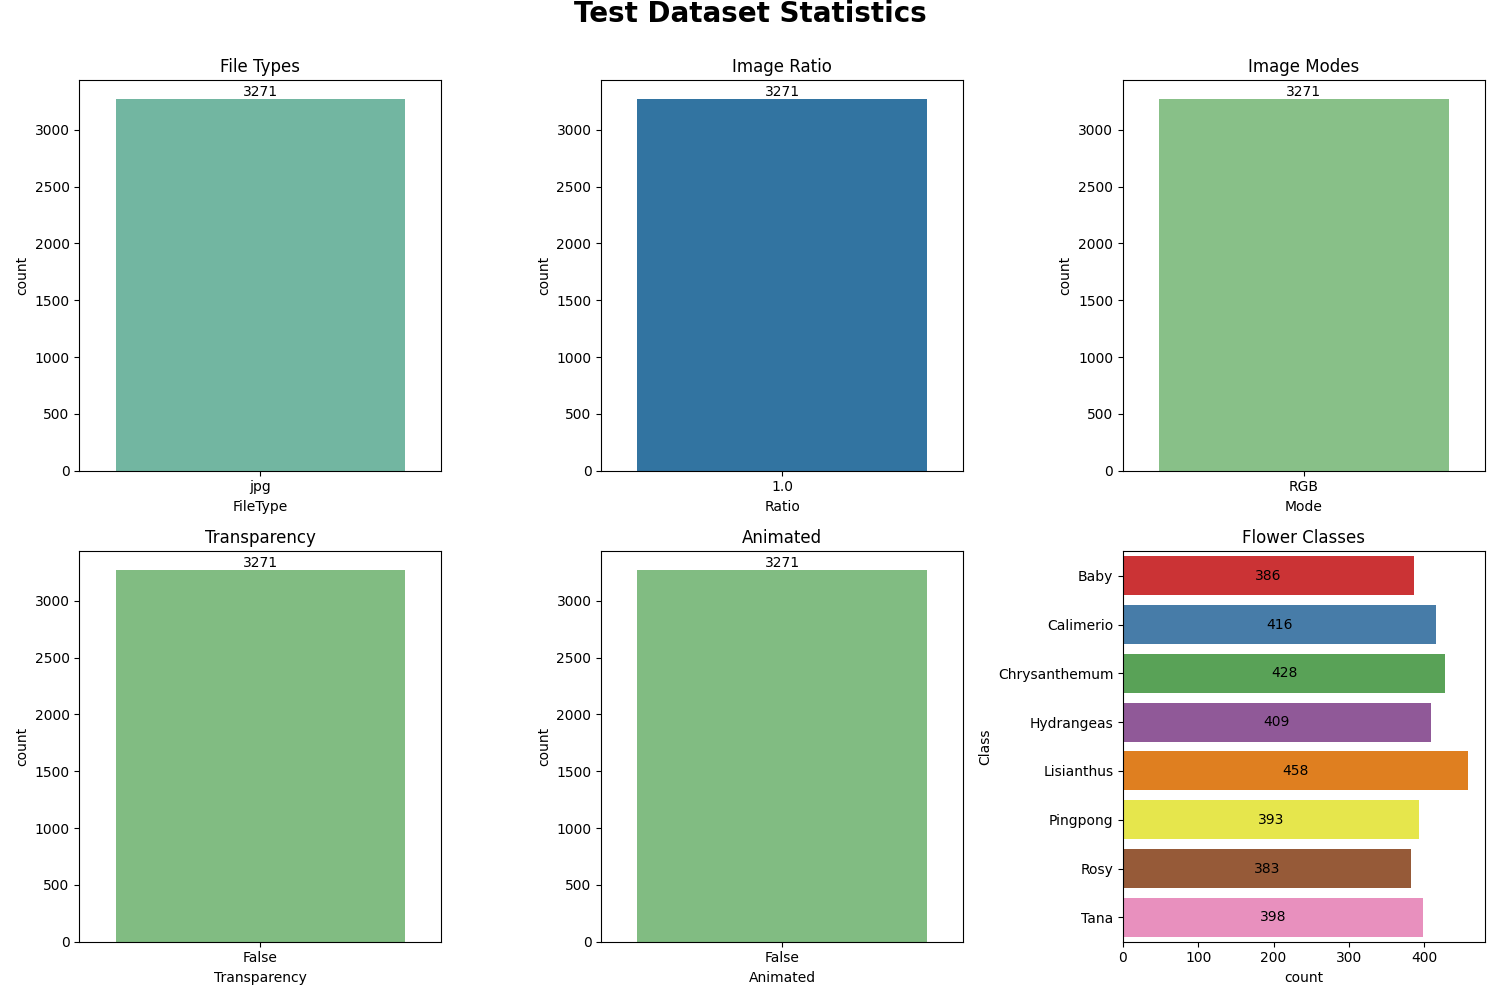 Test Dataset Statistics
File Types
3271
3000
2500
2000
1500
1000
500
0
count
jpg
FileType
Image Ratio
3271
3000
2500
2000
1500
1000
500
0
count
1.0
Ratio
Image Modes
3271
3000
2500
2000
1500
1000
500
0
count
RGB
Mode
Transparency
3271
3000
2500
2000
1500
1000
500
0
count
False
Transparency
Animated
3271
3000
2500
2000
1500
1000
500
0
count
False
Animated
Flower Classes
Class
Baby 386
Calimerio 416
Chrysanthemum 428
Hydrangeas 409
Lisianthus 458
Pingpong 393
Rosy 383
Tana 398
0 100 200 300 400
count